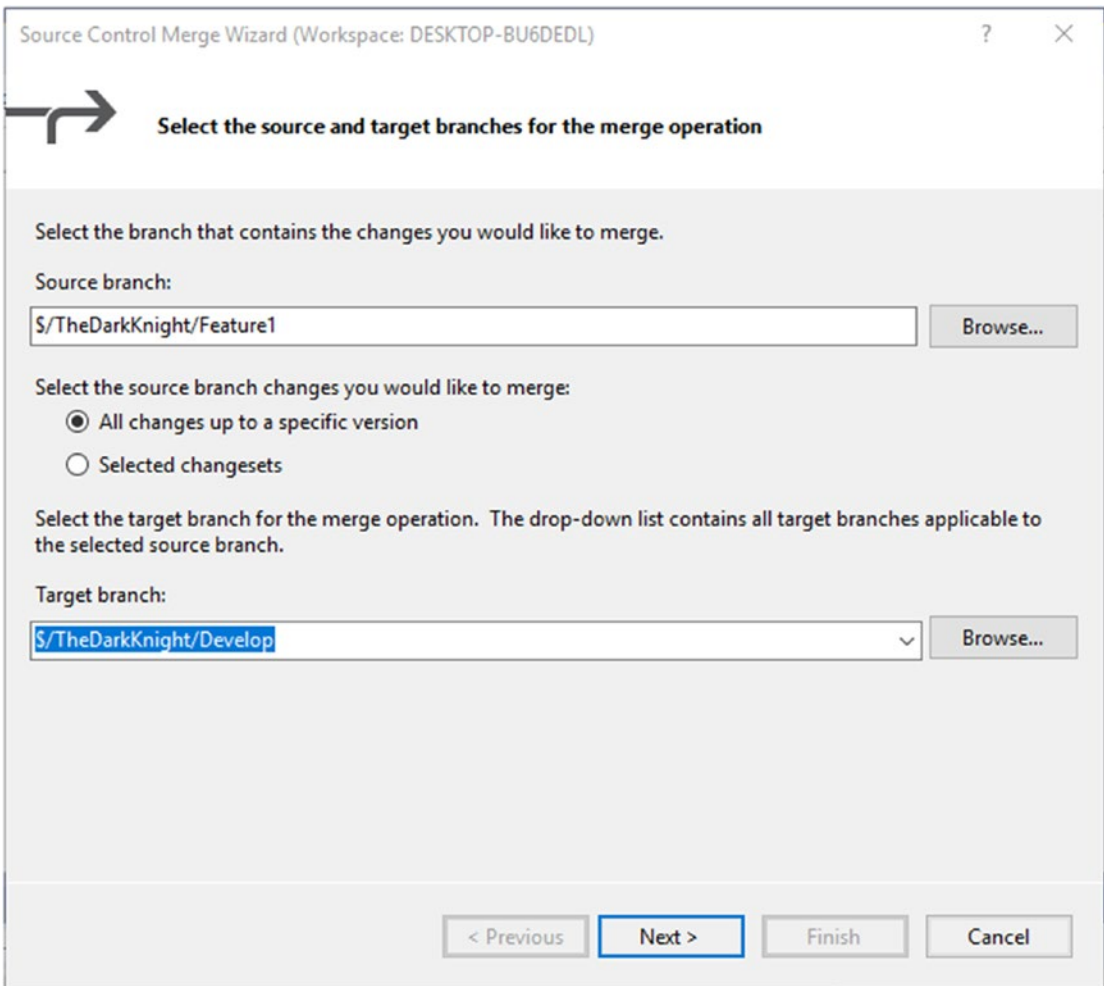 Source Control Merge Wizard (Workspace: DESKTOP-BU6DEDL)
?
Select the source and target branches for the merge operation
Select the branch that contains the changes you would like to merge.
Source branch:
$/TheDarkKnight/Feature1
Browse...
Select the source branch changes you would like to merge:
All changes up to a specific version
Selected changesets
Select the target branch for the merge operation.  The drop-down list contains all target branches applicable to
the selected source branch.
Target branch:
$/TheDarkKnight/Develop
Browse...
< Previous
Next >
Finish
Cancel